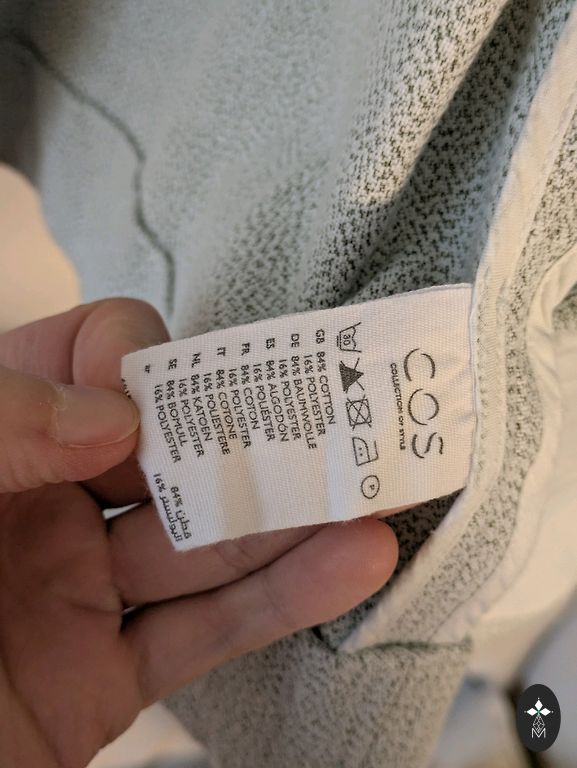 COS
COLLECTION OF STYLE
30
P
GB 84% COTTON
16% POLYESTER
DE 84% BAUMWOLLE
16% POLYESTER
ES 84% ALGODÓN
16% POLIÉSTER
FR 84% COTON
16% POLYESTER
IT 84% COTONE
16% POLIESTERE
NL 84% KATOEN
16% POLYESTER
SE 84% BOMULL
16% POLYESTER
84% قطن
16%
M